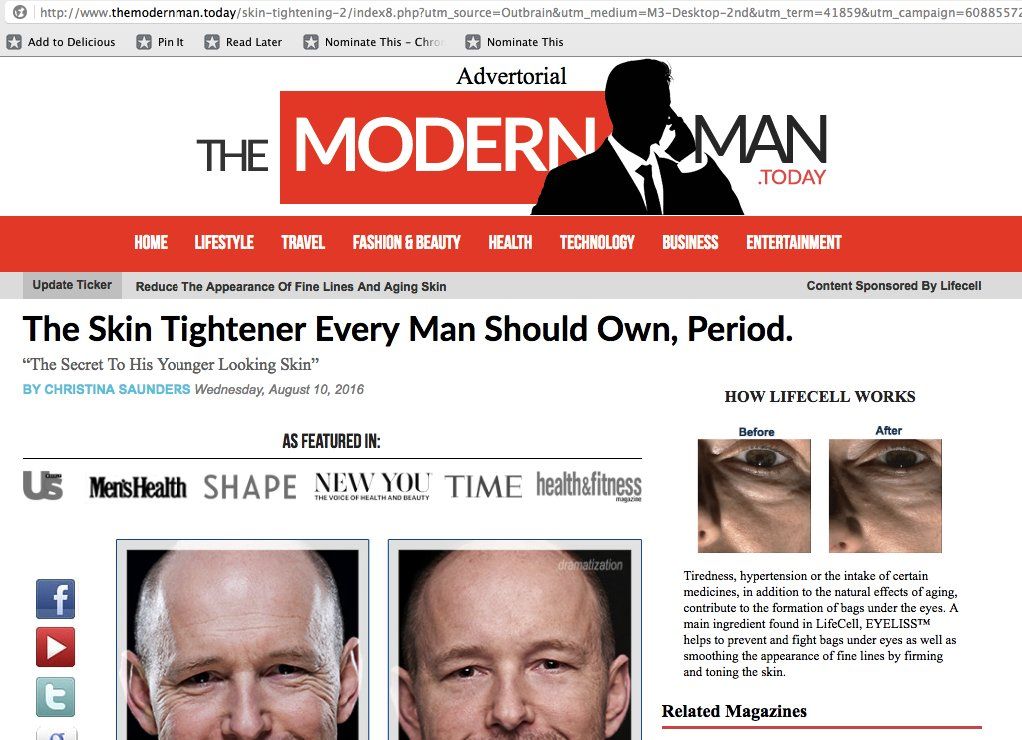 http://www.themodernman.today/skin-tightening-2/index8.php?utm_source=Outbrain&utm_medium=M3-Desktop-2nd&utm_term=41859&utm_campaign=60885572
Add to Delicious Pin It Read Later Nominate This – Chro Nominate This
Advertorial
THE MODERN MAN
.TODAY
HOME LIFESTYLE TRAVEL FASHION & BEAUTY HEALTH TECHNOLOGY BUSINESS ENTERTAINMENT
Update Ticker Reduce The Appearance Of Fine Lines And Aging Skin Content Sponsored By Lifecell
The Skin Tightener Every Man Should Own, Period.
“The Secret To His Younger Looking Skin”
BY CHRISTINA SAUNDERS Wednesday, August 10, 2016
AS FEATURED IN:
Us Men'sHealth SHAPE NEW YOU TIME health&fitness
THE VOICE OF HEALTH AND BEAUTY magazine
dramatization
HOW LIFECELL WORKS
Before After
Tiredness, hypertension or the intake of certain
medicines, in addition to the natural effects of aging,
contribute to the formation of bags under the eyes. A
main ingredient found in LifeCell, EYELISS™
helps to prevent and fight bags under eyes as well as
smoothing the appearance of fine lines by firming
and toning the skin.
Related Magazines